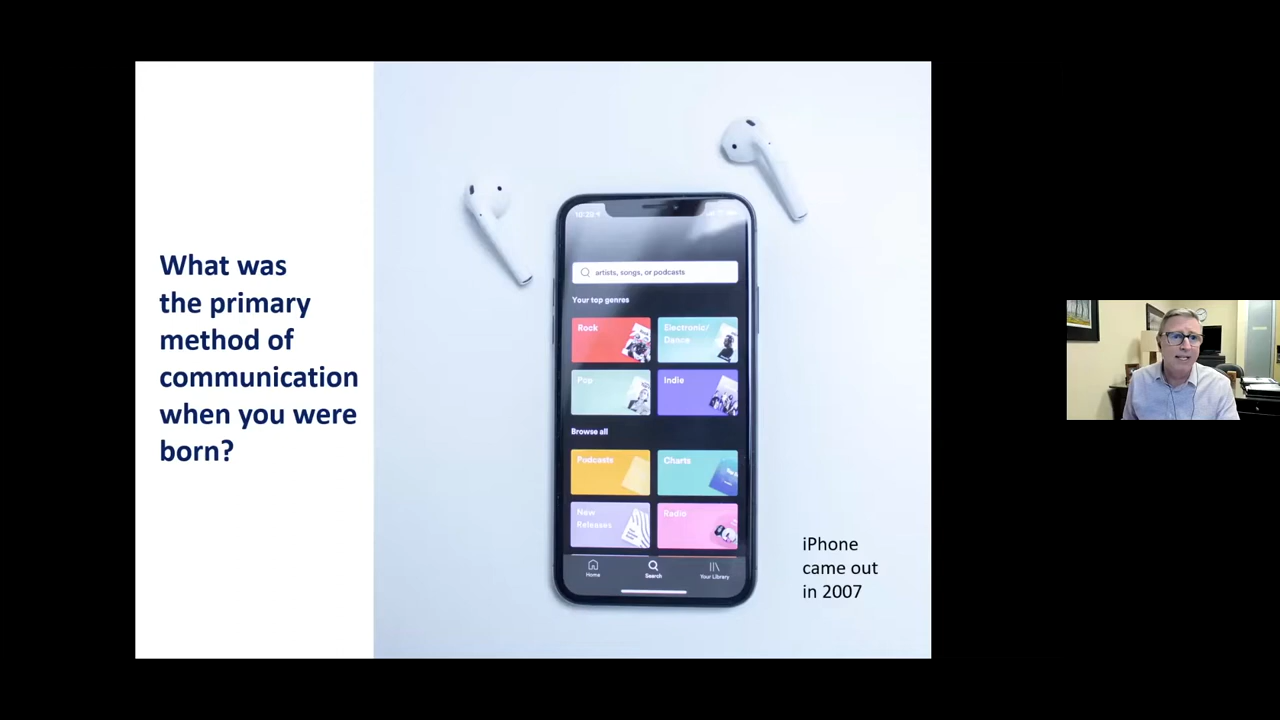 What was
the primary
method of
communication
when you were
born?
10:20
artists, songs, or podcasts
Your top genres
Rock
Electronic/
Dance
Pop
Indie
Browse all
Podcasts
Charts
New
Releases
Radio
Home
Search
Your Library
iPhone
came out
in 2007